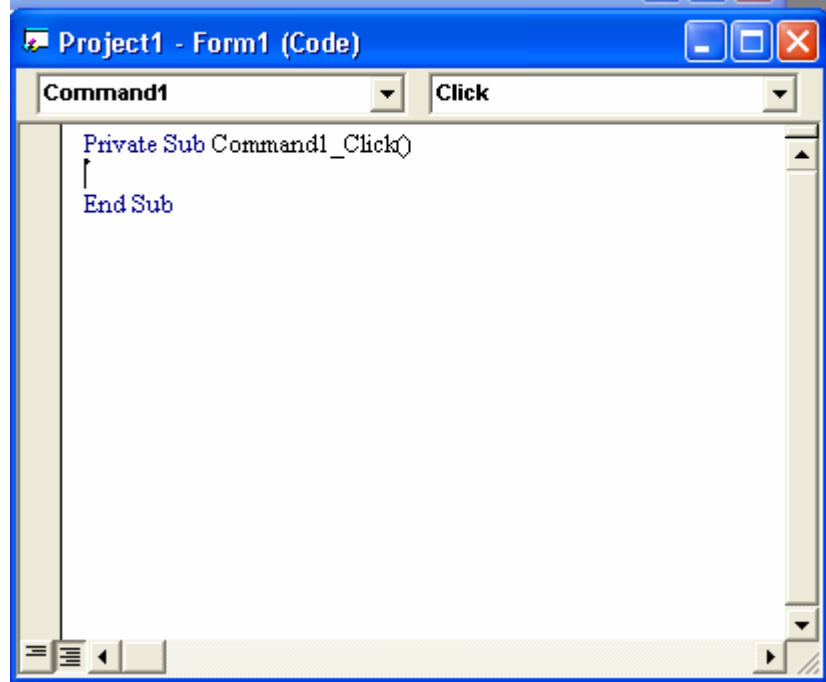 Project1 - Form1 (Code)
Command1
Click
Private Sub Command1_Click()
End Sub